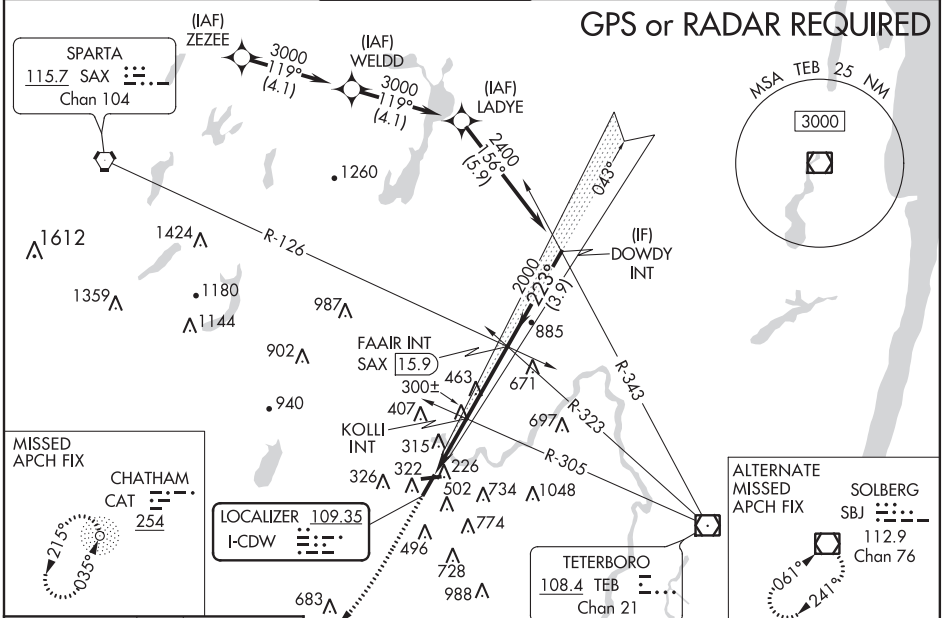 GPS or RADAR REQUIRED
(IAF)
ZEZEE
3000
119°
(4.1)
(IAF)
WELDD
3000
119°
(4.1)
(IAF)
LADYE
2400
156°
(5.9)
SPARTA
115.7 SAX
Chan 104
MSA TEB 25 NM
3000
043°
1260
1612
1424
R-126
(IF)
DOWDY
INT
2000
223°
(3.9)
1359
1180
1144
987
885
FAAIR INT
SAX 15.9
902
463
671
R-343
300±
940
407
697
R-323
KOLLI
INT
315
R-305
326
322
226
502
734
1048
MISSED
APCH FIX
CHATHAM
CAT
254
215°
035°
LOCALIZER 109.35
I-CDW
496
774
728
988
683
TETERBORO
108.4 TEB
Chan 21
ALTERNATE
MISSED
APCH FIX
SOLBERG
SBJ
112.9
Chan 76
061°
241°